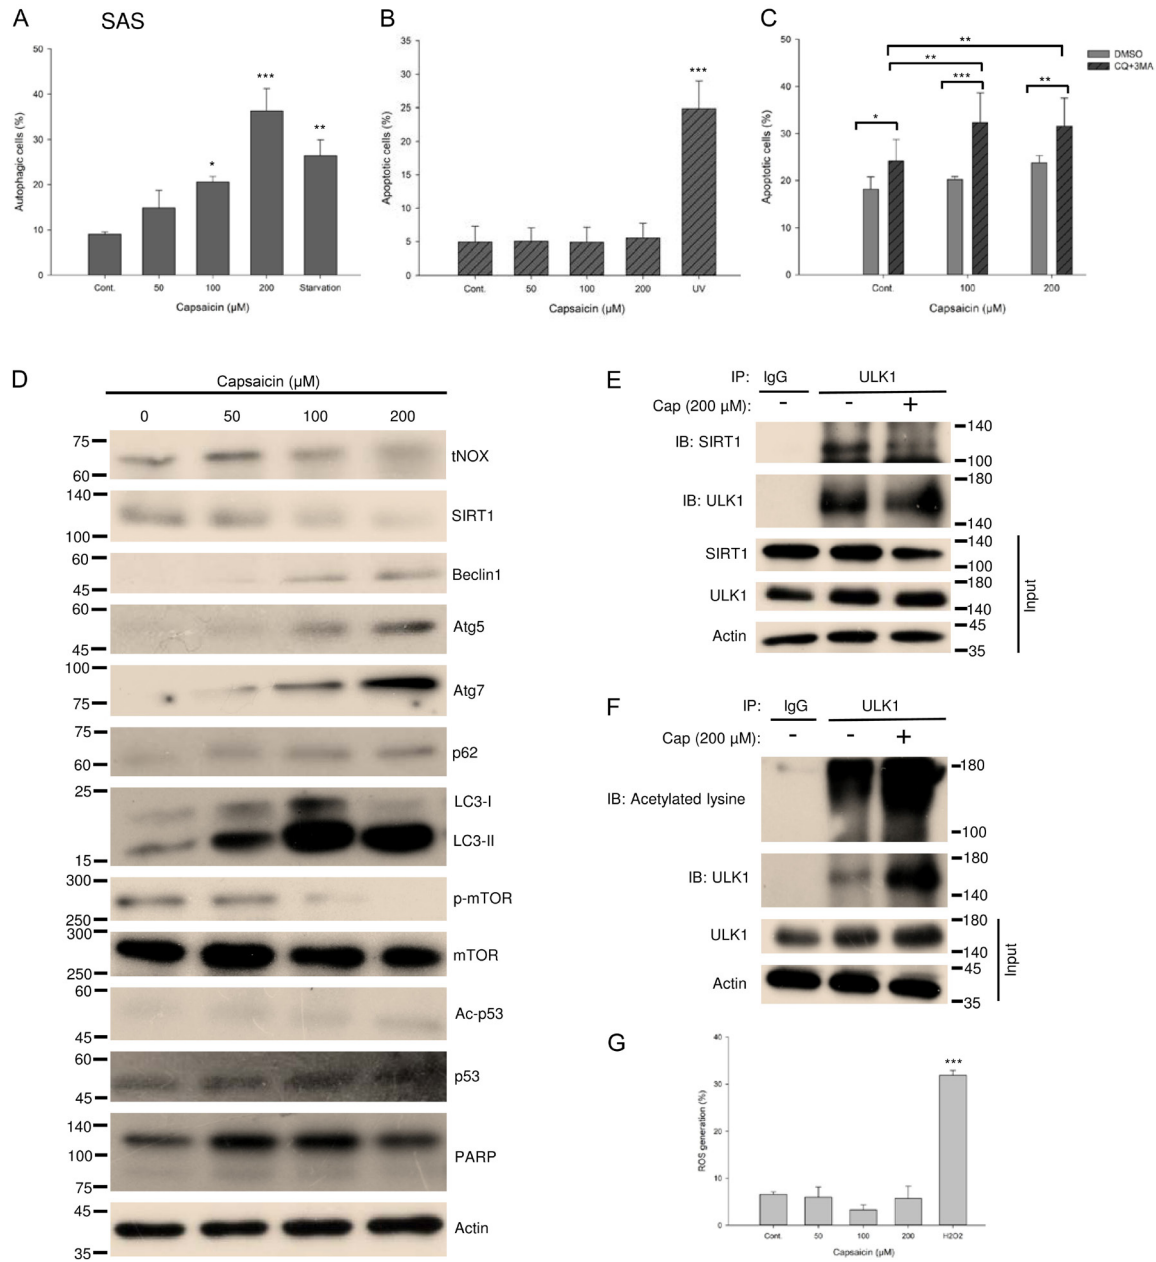 A
SAS
Autophagic cells (%)
50
40
30
20
10
0
*
***
**
Cont.
50
100
200
Starvation
Capsaicin (µM)
B
Apoptotic cells (%)
35
30
25
20
15
10
5
0
***
Cont.
50
100
200
UV
Capsaicin (µM)
C
Apoptotic cells (%)
50
40
30
20
10
0
**
**
***
**
*
DMSO
CQ+3MA
Cont.
100
200
Capsaicin (µM)
D
Capsaicin (µM)
0 50 100 200
75
60
tNOX
140
100
SIRT1
60
45
Beclin1
60
45
Atg5
100
75
Atg7
75
60
p62
25
15
LC3-I
LC3-II
300
250
p-mTOR
300
250
mTOR
60
45
Ac-p53
60
45
p53
140
100
75
PARP
45
35
Actin
E
IP: IgG ULK1
Cap (200 µM): - - +
IB: SIRT1
140
100
IB: ULK1
180
140
SIRT1
140
100
ULK1
180
140
Actin
45
35
Input
F
IP: IgG ULK1
Cap (200 µM): - - +
IB: Acetylated lysine
180
100
IB: ULK1
180
140
ULK1
180
140
Actin
45
35
Input
G
ROS generation (%)
40
30
20
10
0
***
Cont.
50
100
200
H2O2
Capsaicin (µM)